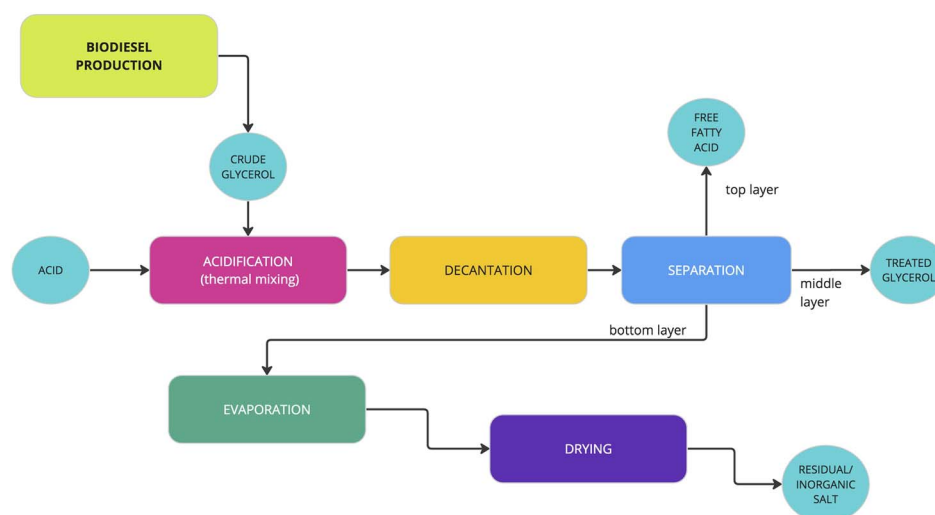 BIODIESEL
PRODUCTION
CRUDE
GLYCEROL
FREE
FATTY
ACID
top layer
ACID
ACIDIFICATION
(thermal mixing)
DECANTATION
SEPARATION
TREATED
GLYCEROL
middle
layer
bottom layer
EVAPORATION
DRYING
RESIDUAL/
INORGANIC
SALT